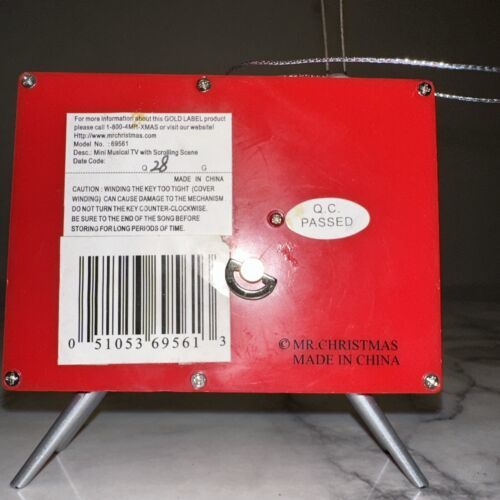 For more information about this GOLD LABEL product
please call 1-800-4MR-XMAS or visit our website!
Http://www.mrchristmas.com
Model No. :69561
Desc.: Mini Musical TV with Scrolling Scene
Date Code:
Q 28 G
MADE IN CHINA
CAUTION : WINDING THE KEY TOO TIGHT (COVER
WINDING) CAN CAUSE DAMAGE TO THE MECHANISM
DO NOT TURN THE KEY COUNTER-CLOCKWISE.
BE SURE TO THE END OF THE SONG BEFORE
STORING FOR LONG PERIODS OF TIME.
Q.C.
PASSED
0 51053 69561 3
© MR.CHRISTMAS
MADE IN CHINA